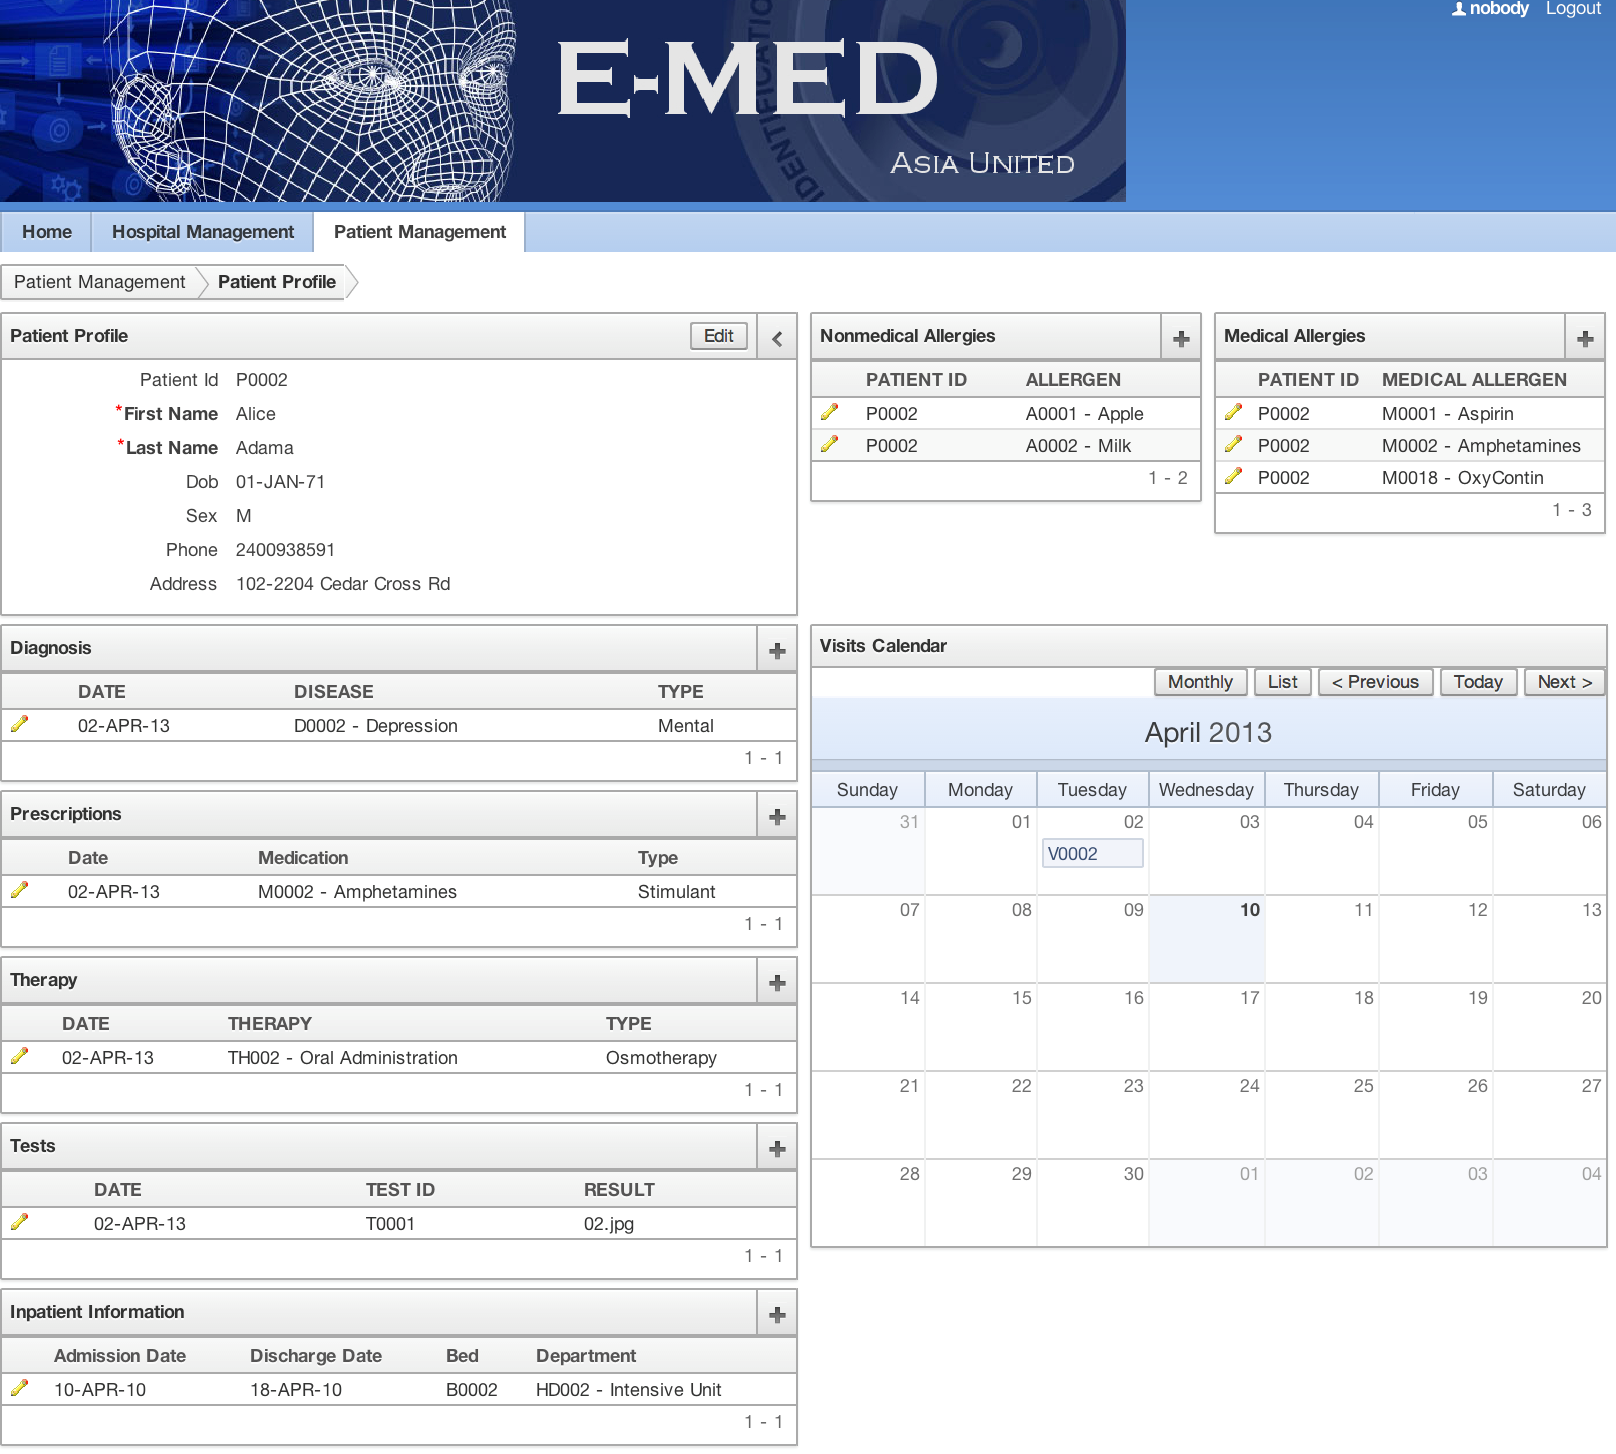 nobody Logout
E-MED
IDENTIFICATIO
ASIA UNITED
Home Hospital Management Patient Management
Patient Management Patient Profile
Patient Profile Edit
Patient Id P0002
*First Name Alice
*Last Name Adama
Dob 01-JAN-71
Sex M
Phone 2400938591
Address 102-2204 Cedar Cross Rd
Nonmedical Allergies
PATIENT ID ALLERGEN
P0002 A0001 - Apple
P0002 A0002 - Milk
1 - 2
Medical Allergies
PATIENT ID MEDICAL ALLERGEN
P0002 M0001 - Aspirin
P0002 M0002 - Amphetamines
P0002 M0018 - OxyContin
1 - 3
Diagnosis
DATE DISEASE TYPE
02-APR-13 D0002 - Depression Mental
1 - 1
Prescriptions
Date Medication Type
02-APR-13 M0002 - Amphetamines Stimulant
1 - 1
Therapy
DATE THERAPY TYPE
02-APR-13 TH002 - Oral Administration Osmotherapy
1 - 1
Tests
DATE TEST ID RESULT
02-APR-13 T0001 02.jpg
1 - 1
Inpatient Information
Admission Date Discharge Date Bed Department
10-APR-10 18-APR-10 B0002 HD002 - Intensive Unit
1 - 1
Visits Calendar
Monthly List < Previous Today Next >
April 2013
Sunday Monday Tuesday Wednesday Thursday Friday Saturday
31 01 02 03 04 05 06
V0002
07 08 09 10 11 12 13
14 15 16 17 18 19 20
21 22 23 24 25 26 27
28 29 30 01 02 03 04